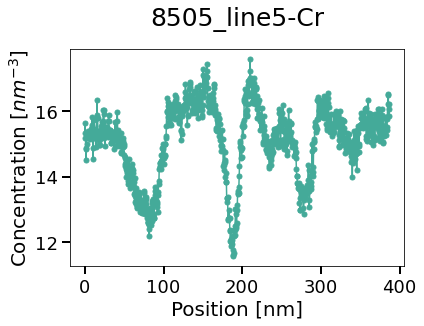 8505_line5-Cr
Concentration [nm⁻³]
16
14
12
0 100 200 300 400
Position [nm]